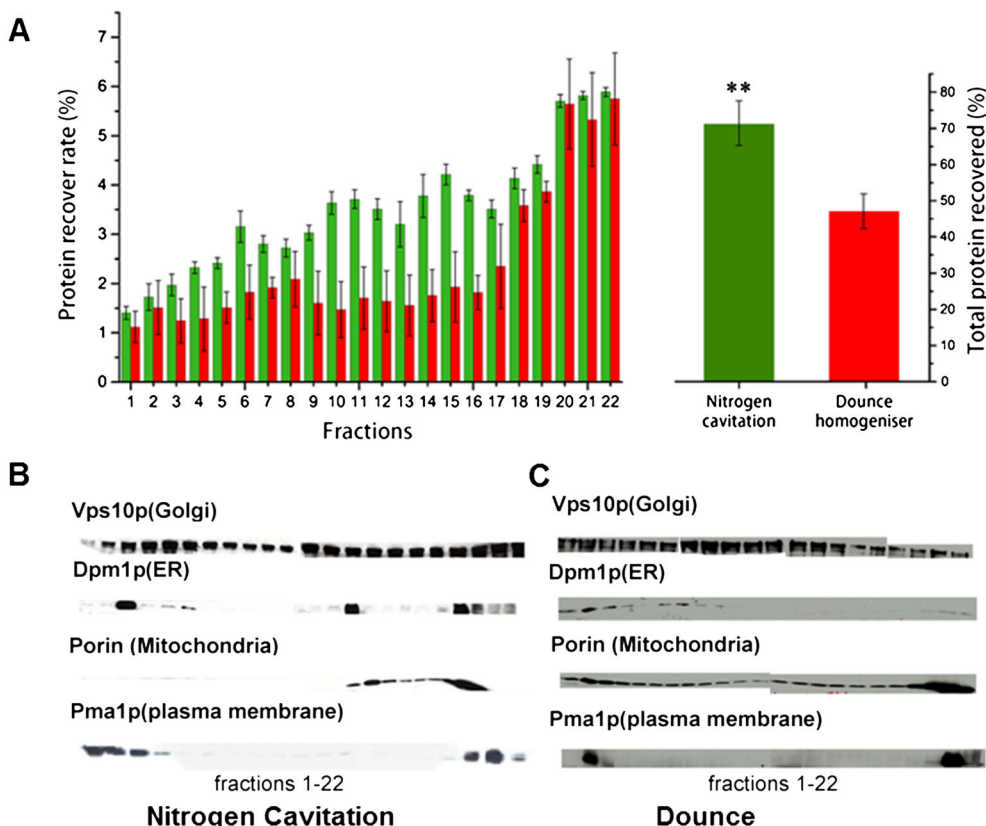 A
Protein recover rate (%)
7
6
5
4
3
2
1
0
1 2 3 4 5 6 7 8 9 10 11 12 13 14 15 16 17 18 19 20 21 22
Fractions
**
Nitrogen
cavitation
Dounce
homogeniser
80
70
60
50
40
30
20
10
0
Total protein recovered (%)
B
Vps10p(Golgi)
Dpm1p(ER)
Porin (Mitochondria)
Pma1p(plasma membrane)
fractions 1-22
Nitrogen Cavitation
C
Vps10p(Golgi)
Dpm1p(ER)
Porin (Mitochondria)
Pma1p(plasma membrane)
fractions 1-22
Dounce